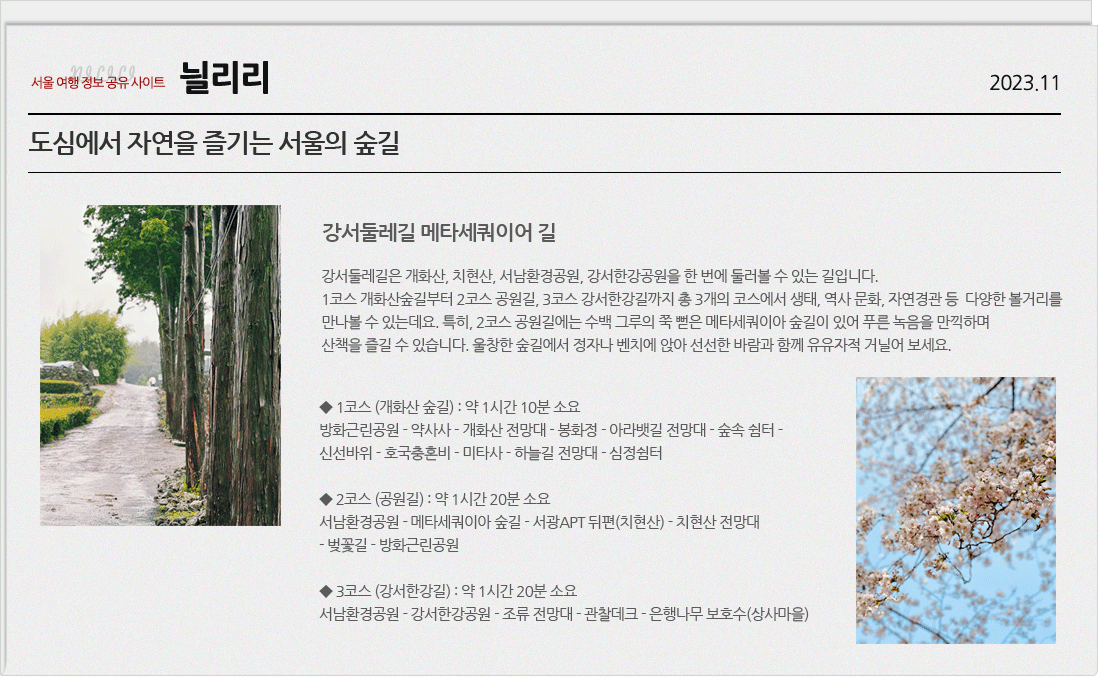 서울 여행 정보 공유 사이트 닐리리
2023.11
도심에서 자연을 즐기는 서울의 숲길
강서둘레길 메타세쿼이어 길
강서둘레길은 개화산, 치현산, 서남환경공원, 강서한강공원을 한 번에 둘러볼 수 있는 길입니다.
1코스 개화산숲길부터 2코스 공원길, 3코스 강서한강길까지 총 3개의 코스에서 생태, 역사 문화, 자연경관 등 다양한 볼거리를
만나볼 수 있는데요. 특히, 2코스 공원길에는 수백 그루의 쭉 뻗은 메타세쿼이아 숲길이 있어 푸른 녹음을 만끽하며
산책을 즐길 수 있습니다. 울창한 숲길에서 정자나 벤치에 앉아 선선한 바람과 함께 유유자적 거닐어 보세요.
◆ 1코스 (개화산 숲길) : 약 1시간 10분 소요
방화근린공원 - 약사사 - 개화산 전망대 - 봉화정 - 아라뱃길 전망대 - 숲속 쉼터 -
신선바위 - 호국충혼비 - 미타사 - 하늘길 전망대 - 심정쉼터
◆ 2코스 (공원길) : 약 1시간 20분 소요
서남환경공원 - 메타세쿼이아 숲길 - 서광APT 뒤편(치현산) - 치현산 전망대
- 벚꽃길 - 방화근린공원
◆ 3코스 (강서한강길) : 약 1시간 20분 소요
서남환경공원 - 강서한강공원 - 조류 전망대 - 관찰데크 - 은행나무 보호수(상사마을)